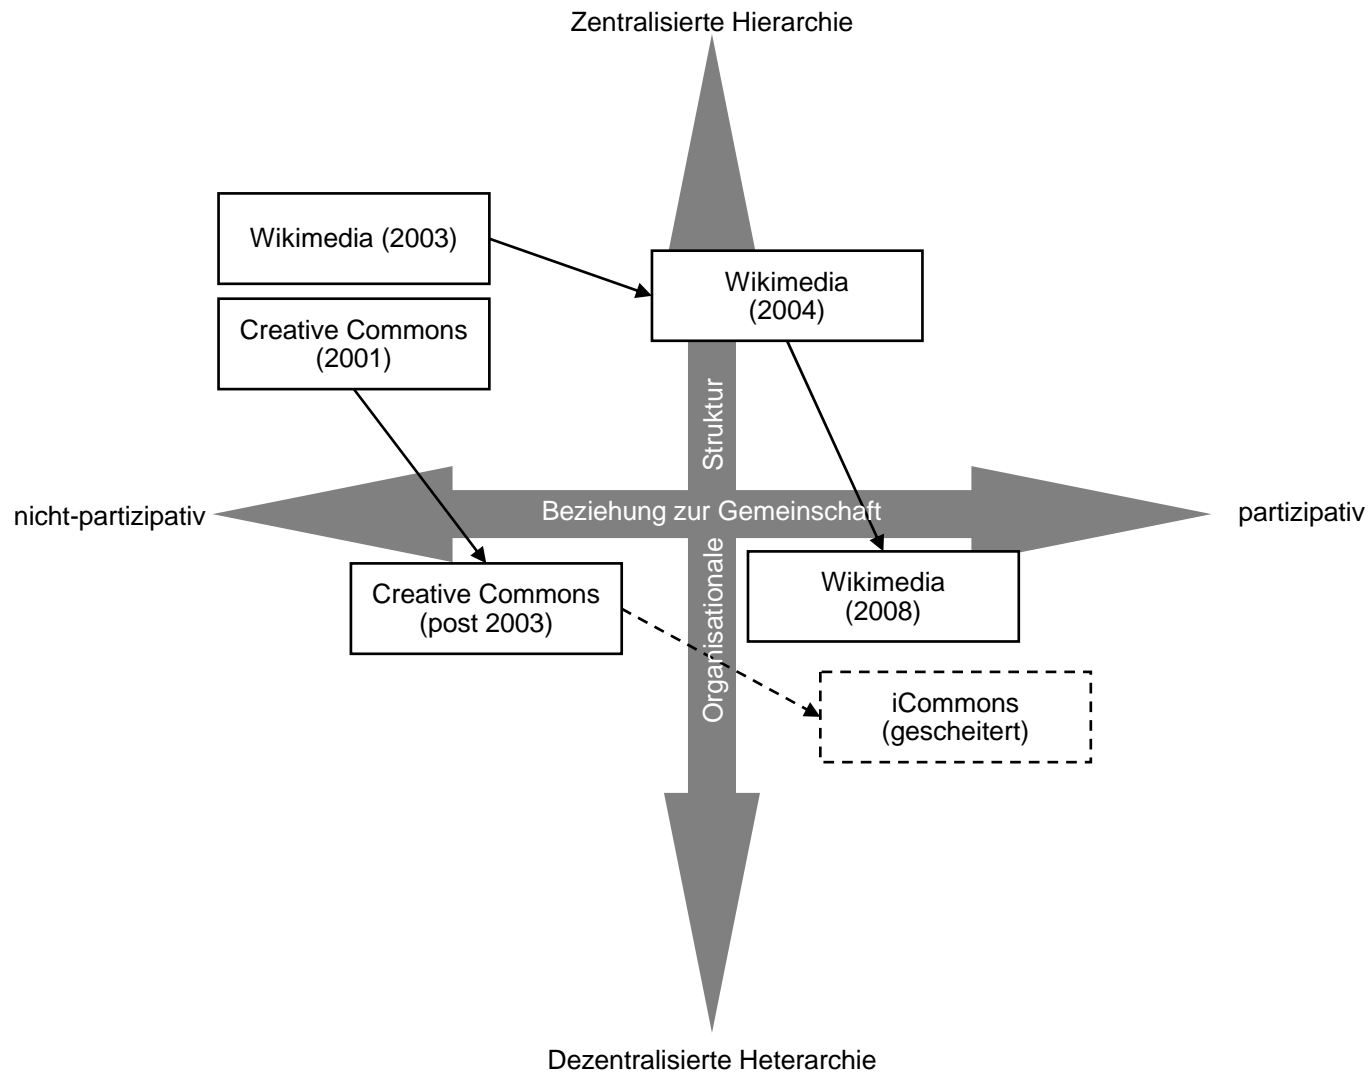 Zentralisierte Hierarchie
Wikimedia (2003)
Wikimedia
(2004)
Creative Commons
(2001)
Struktur
nicht-partizipativ
Beziehung zur Gemeinschaft
partizipativ
Organisationale
Creative Commons
(post 2003)
Wikimedia
(2008)
iCommons
(gescheitert)
Dezentralisierte Heterarchie